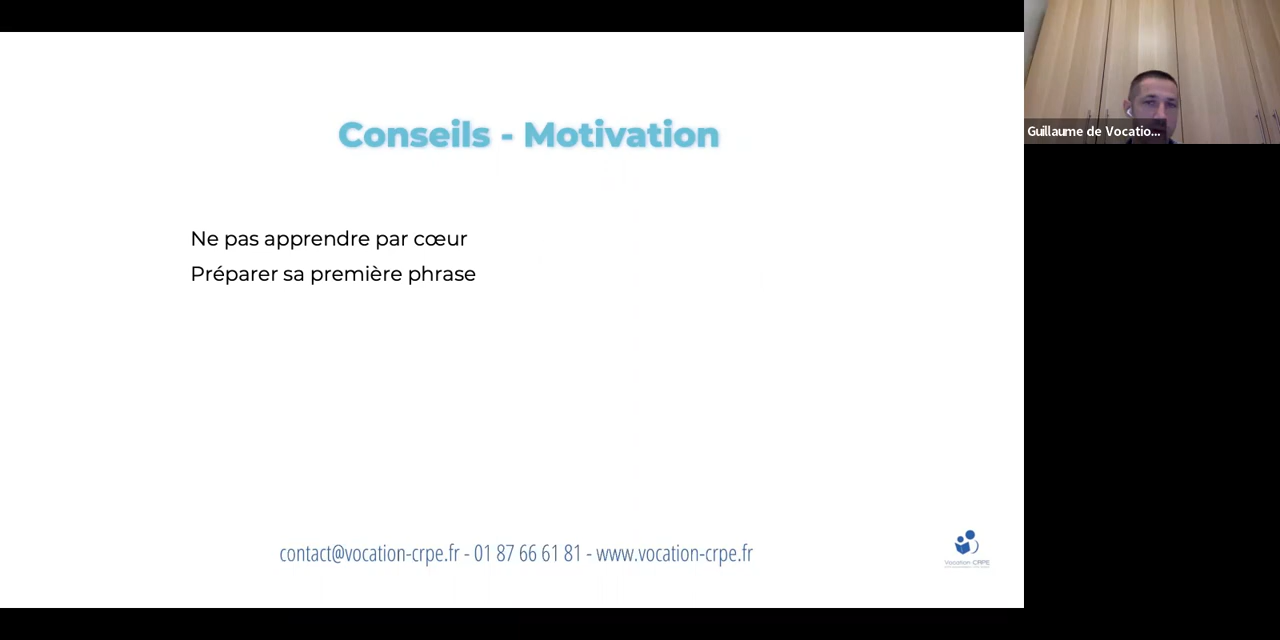 Conseils - Motivation
Guillaume de Vocatio...
Ne pas apprendre par cœur
Préparer sa première phrase
contact@vocation-crpe.fr - 01 87 66 61 81 - www.vocation-crpe.fr
Vocation CRPE